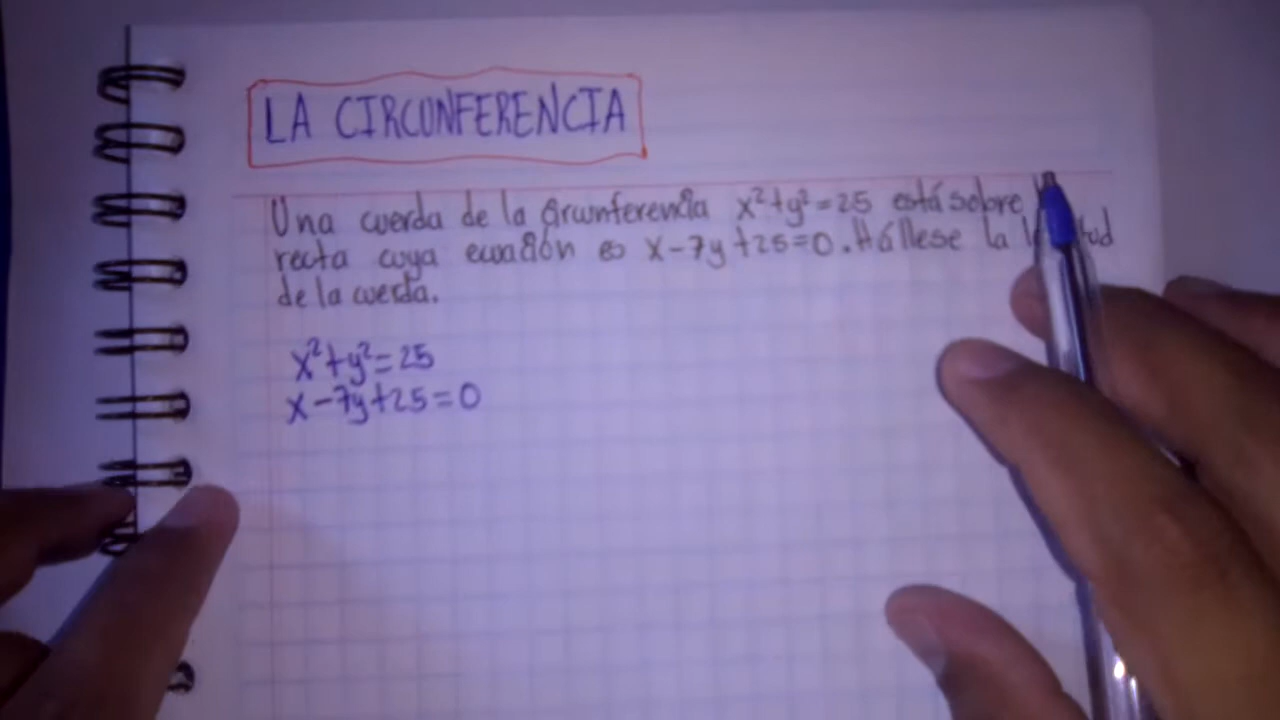 LA CIRCUNFERENCIA
Una cuerda de la circunferencia x²+y²=25 está sobre
recta cuya ecuación es x-7y+25=0. Hállese la
de la cuerda.
x²+y²=25
x-7y+25=0